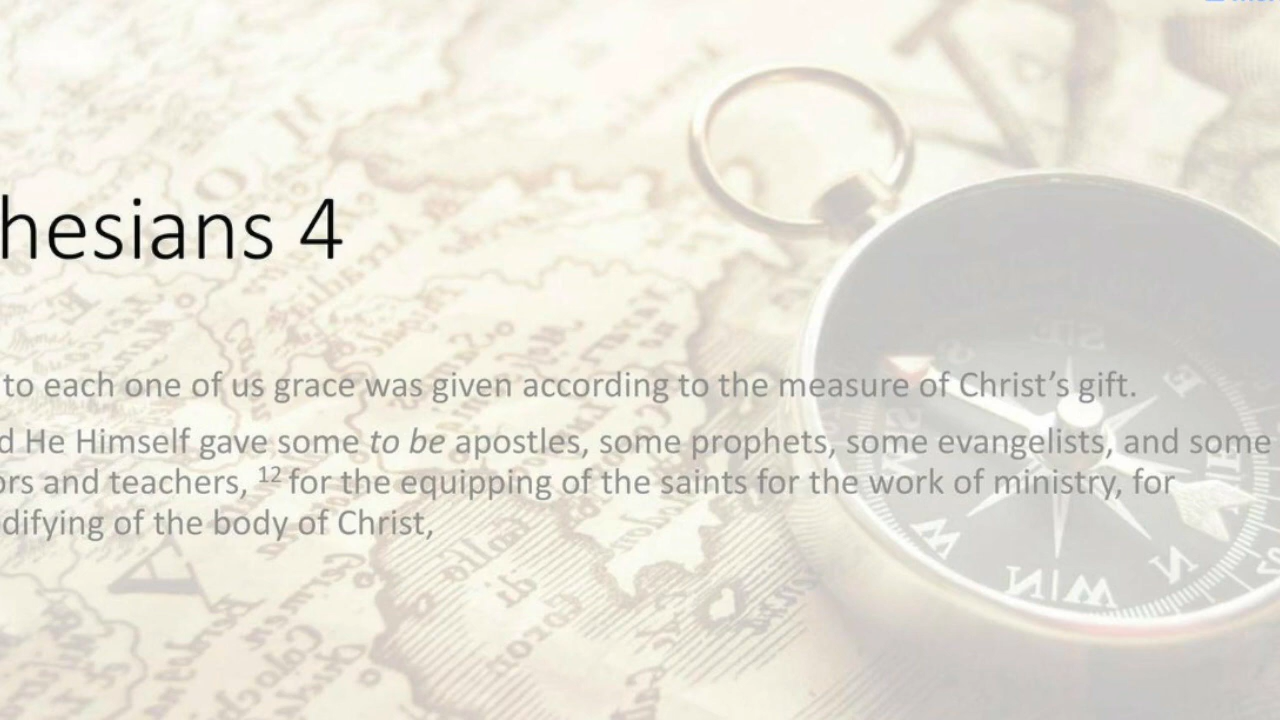 hesians 4
to each one of us grace was given according to the measure of Christ’s gift.
d He Himself gave some to be apostles, some prophets, some evangelists, and some
ors and teachers, 12 for the equipping of the saints for the work of ministry, for
difying of the body of Christ,